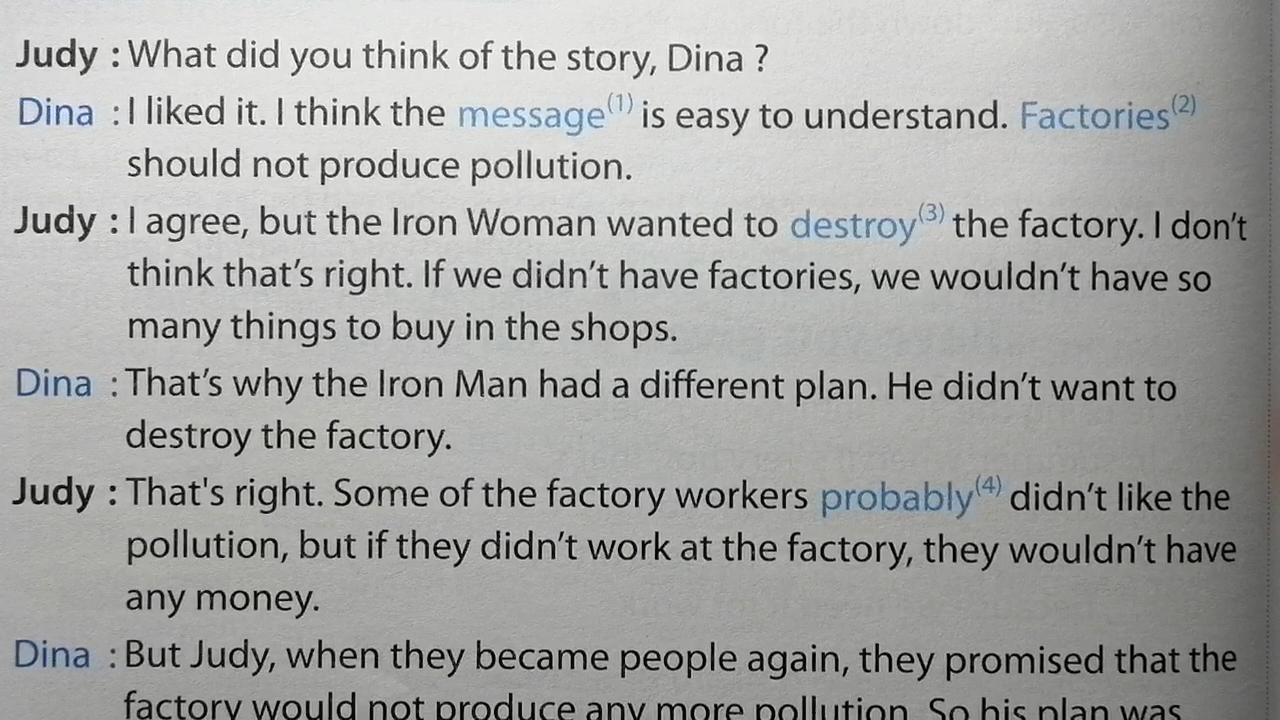 Judy : What did you think of the story, Dina ?
Dina : I liked it. I think the message(1) is easy to understand. Factories(2)
should not produce pollution.
Judy : I agree, but the Iron Woman wanted to destroy(3) the factory. I don't
think that's right. If we didn't have factories, we wouldn't have so
many things to buy in the shops.
Dina : That's why the Iron Man had a different plan. He didn't want to
destroy the factory.
Judy : That's right. Some of the factory workers probably(4) didn't like the
pollution, but if they didn't work at the factory, they wouldn't have
any money.
Dina : But Judy, when they became people again, they promised that the
factory would not produce any more pollution. So his plan was